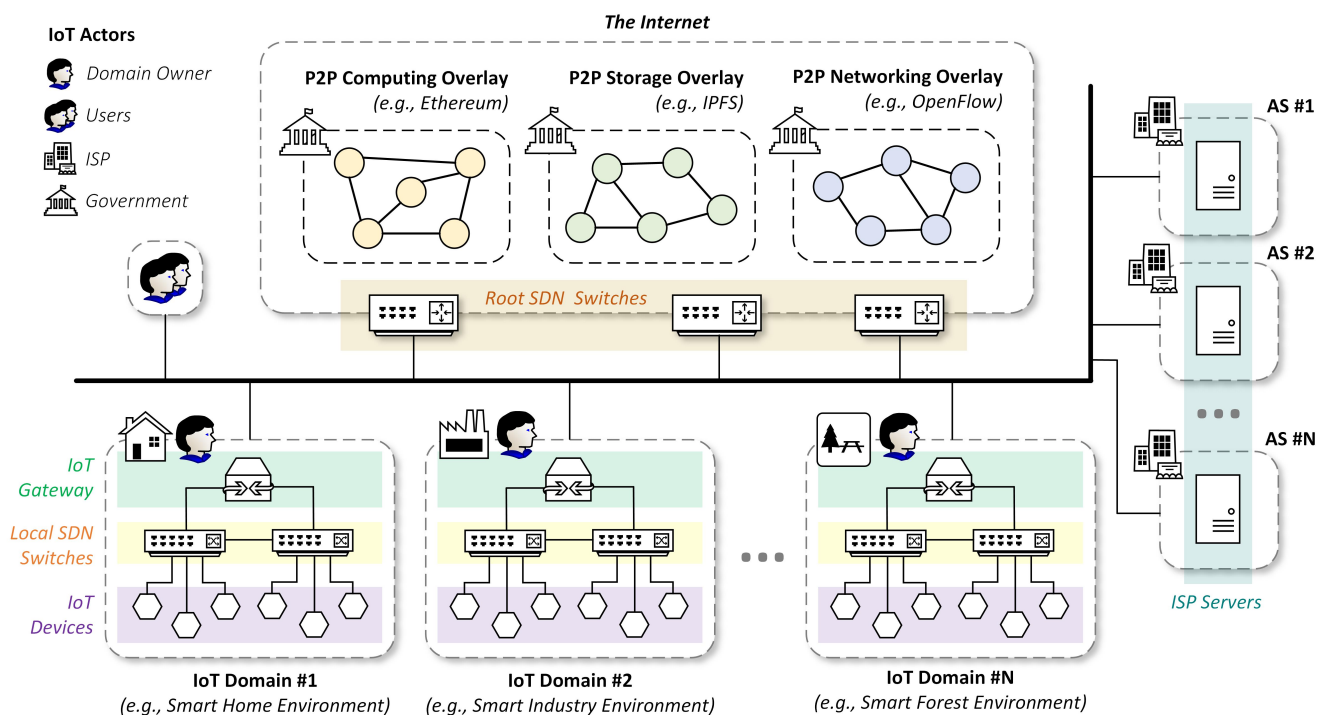 The Internet
IoT Actors
Domain Owner
Users
ISP
Government
P2P Computing Overlay
(e.g., Ethereum)
P2P Storage Overlay
(e.g., IPFS)
P2P Networking Overlay
(e.g., OpenFlow)
Root SDN Switches
AS #1
AS #2
AS #N
ISP Servers
IoT
Gateway
Local SDN
Switches
IoT
Devices
IoT Domain #1
(e.g., Smart Home Environment)
IoT Domain #2
(e.g., Smart Industry Environment)
IoT Domain #N
(e.g., Smart Forest Environment)